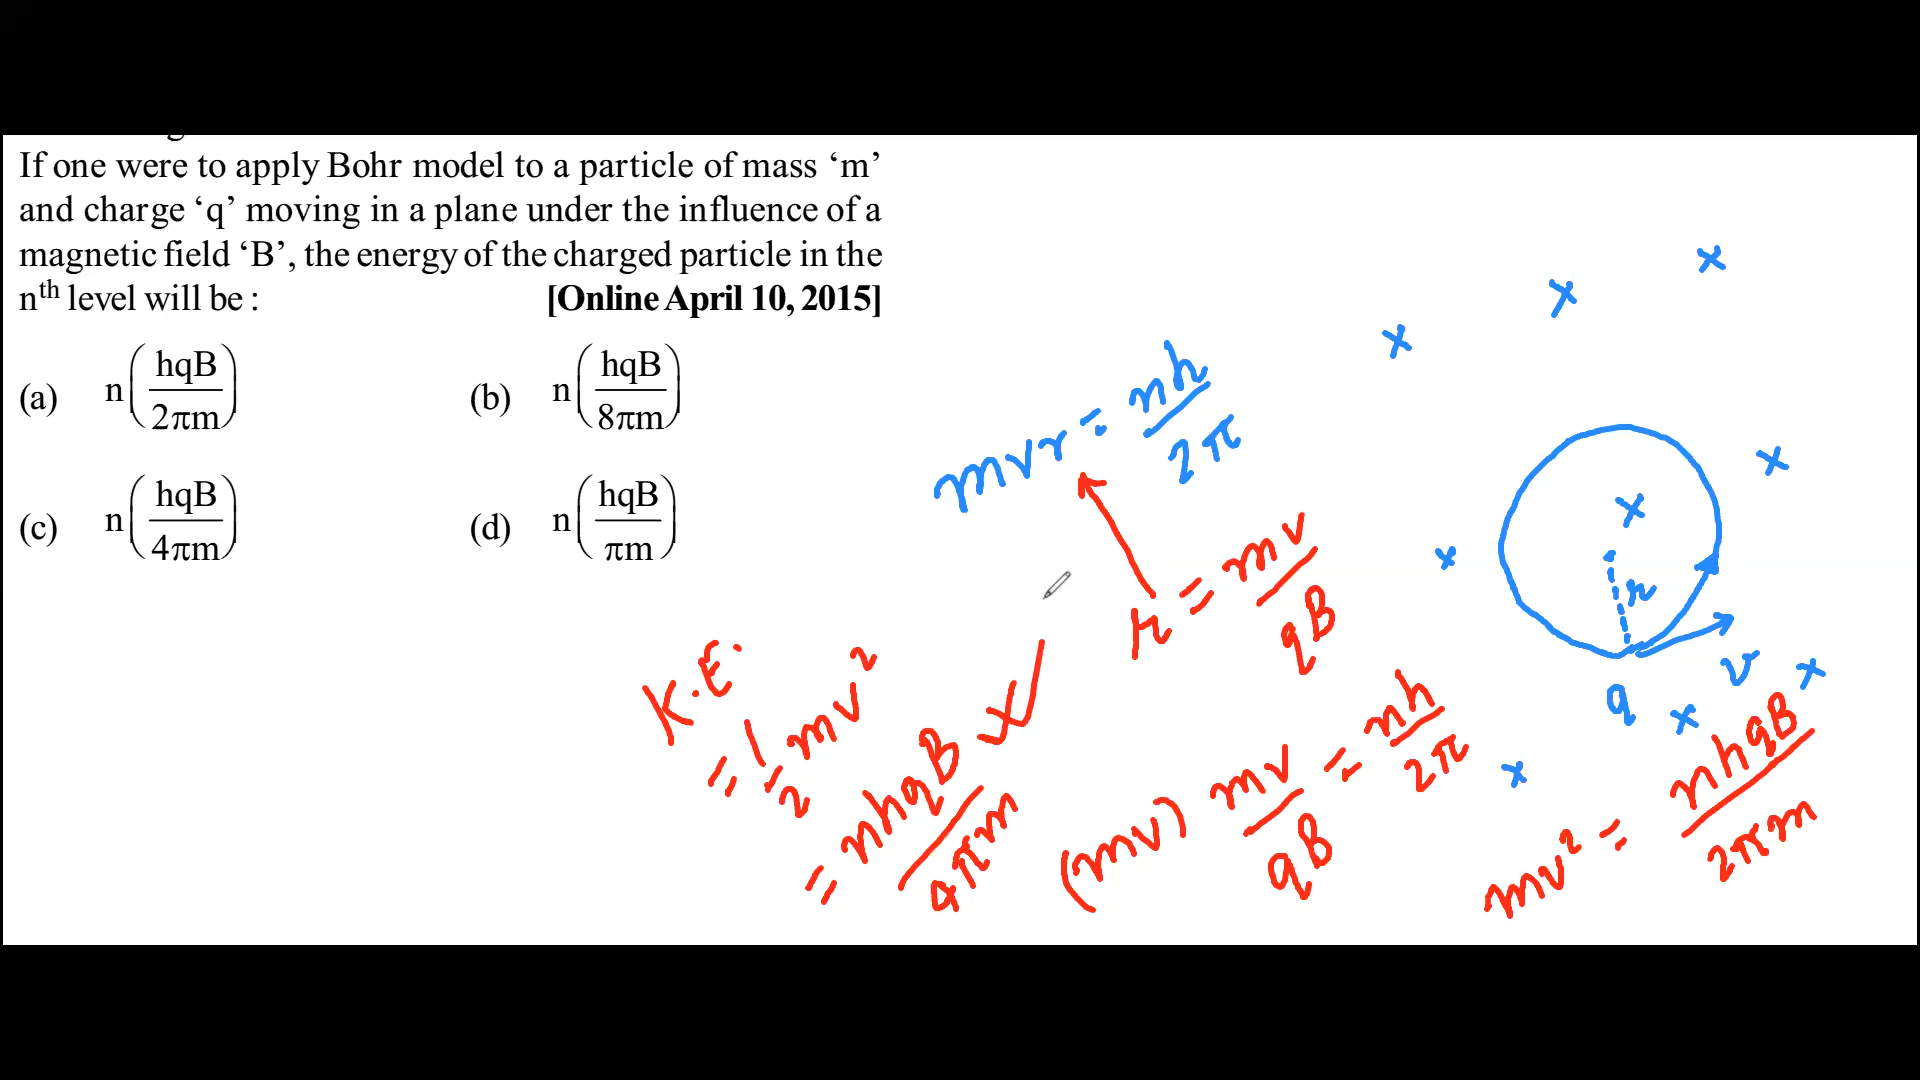 If one were to apply Bohr model to a particle of mass ‘m’
and charge ‘q’ moving in a plane under the influence of a
magnetic field ‘B’, the energy of the charged particle in the
nᵗʰ level will be : [Online April 10, 2015]
(a) n(hqB/2πm) (b) n(hqB/8πm)
(c) n(hqB/4πm) (d) n(hqB/πm)
mvr = nh/2π
r = mv/qB
(mv) mv/qB = nh/2π
mv² = nhqB/2πm
K.E.
= 1/2 mv²
= nhqB/4πm ✓
r
q
v
x
x
x
x
x
x
x
x
x